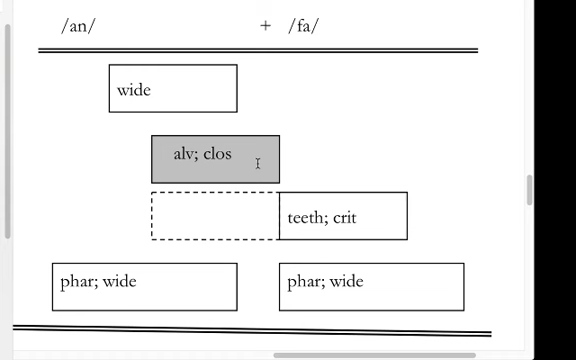 /an/ + /fa/
wide
alv; clos
teeth; crit
phar; wide phar; wide